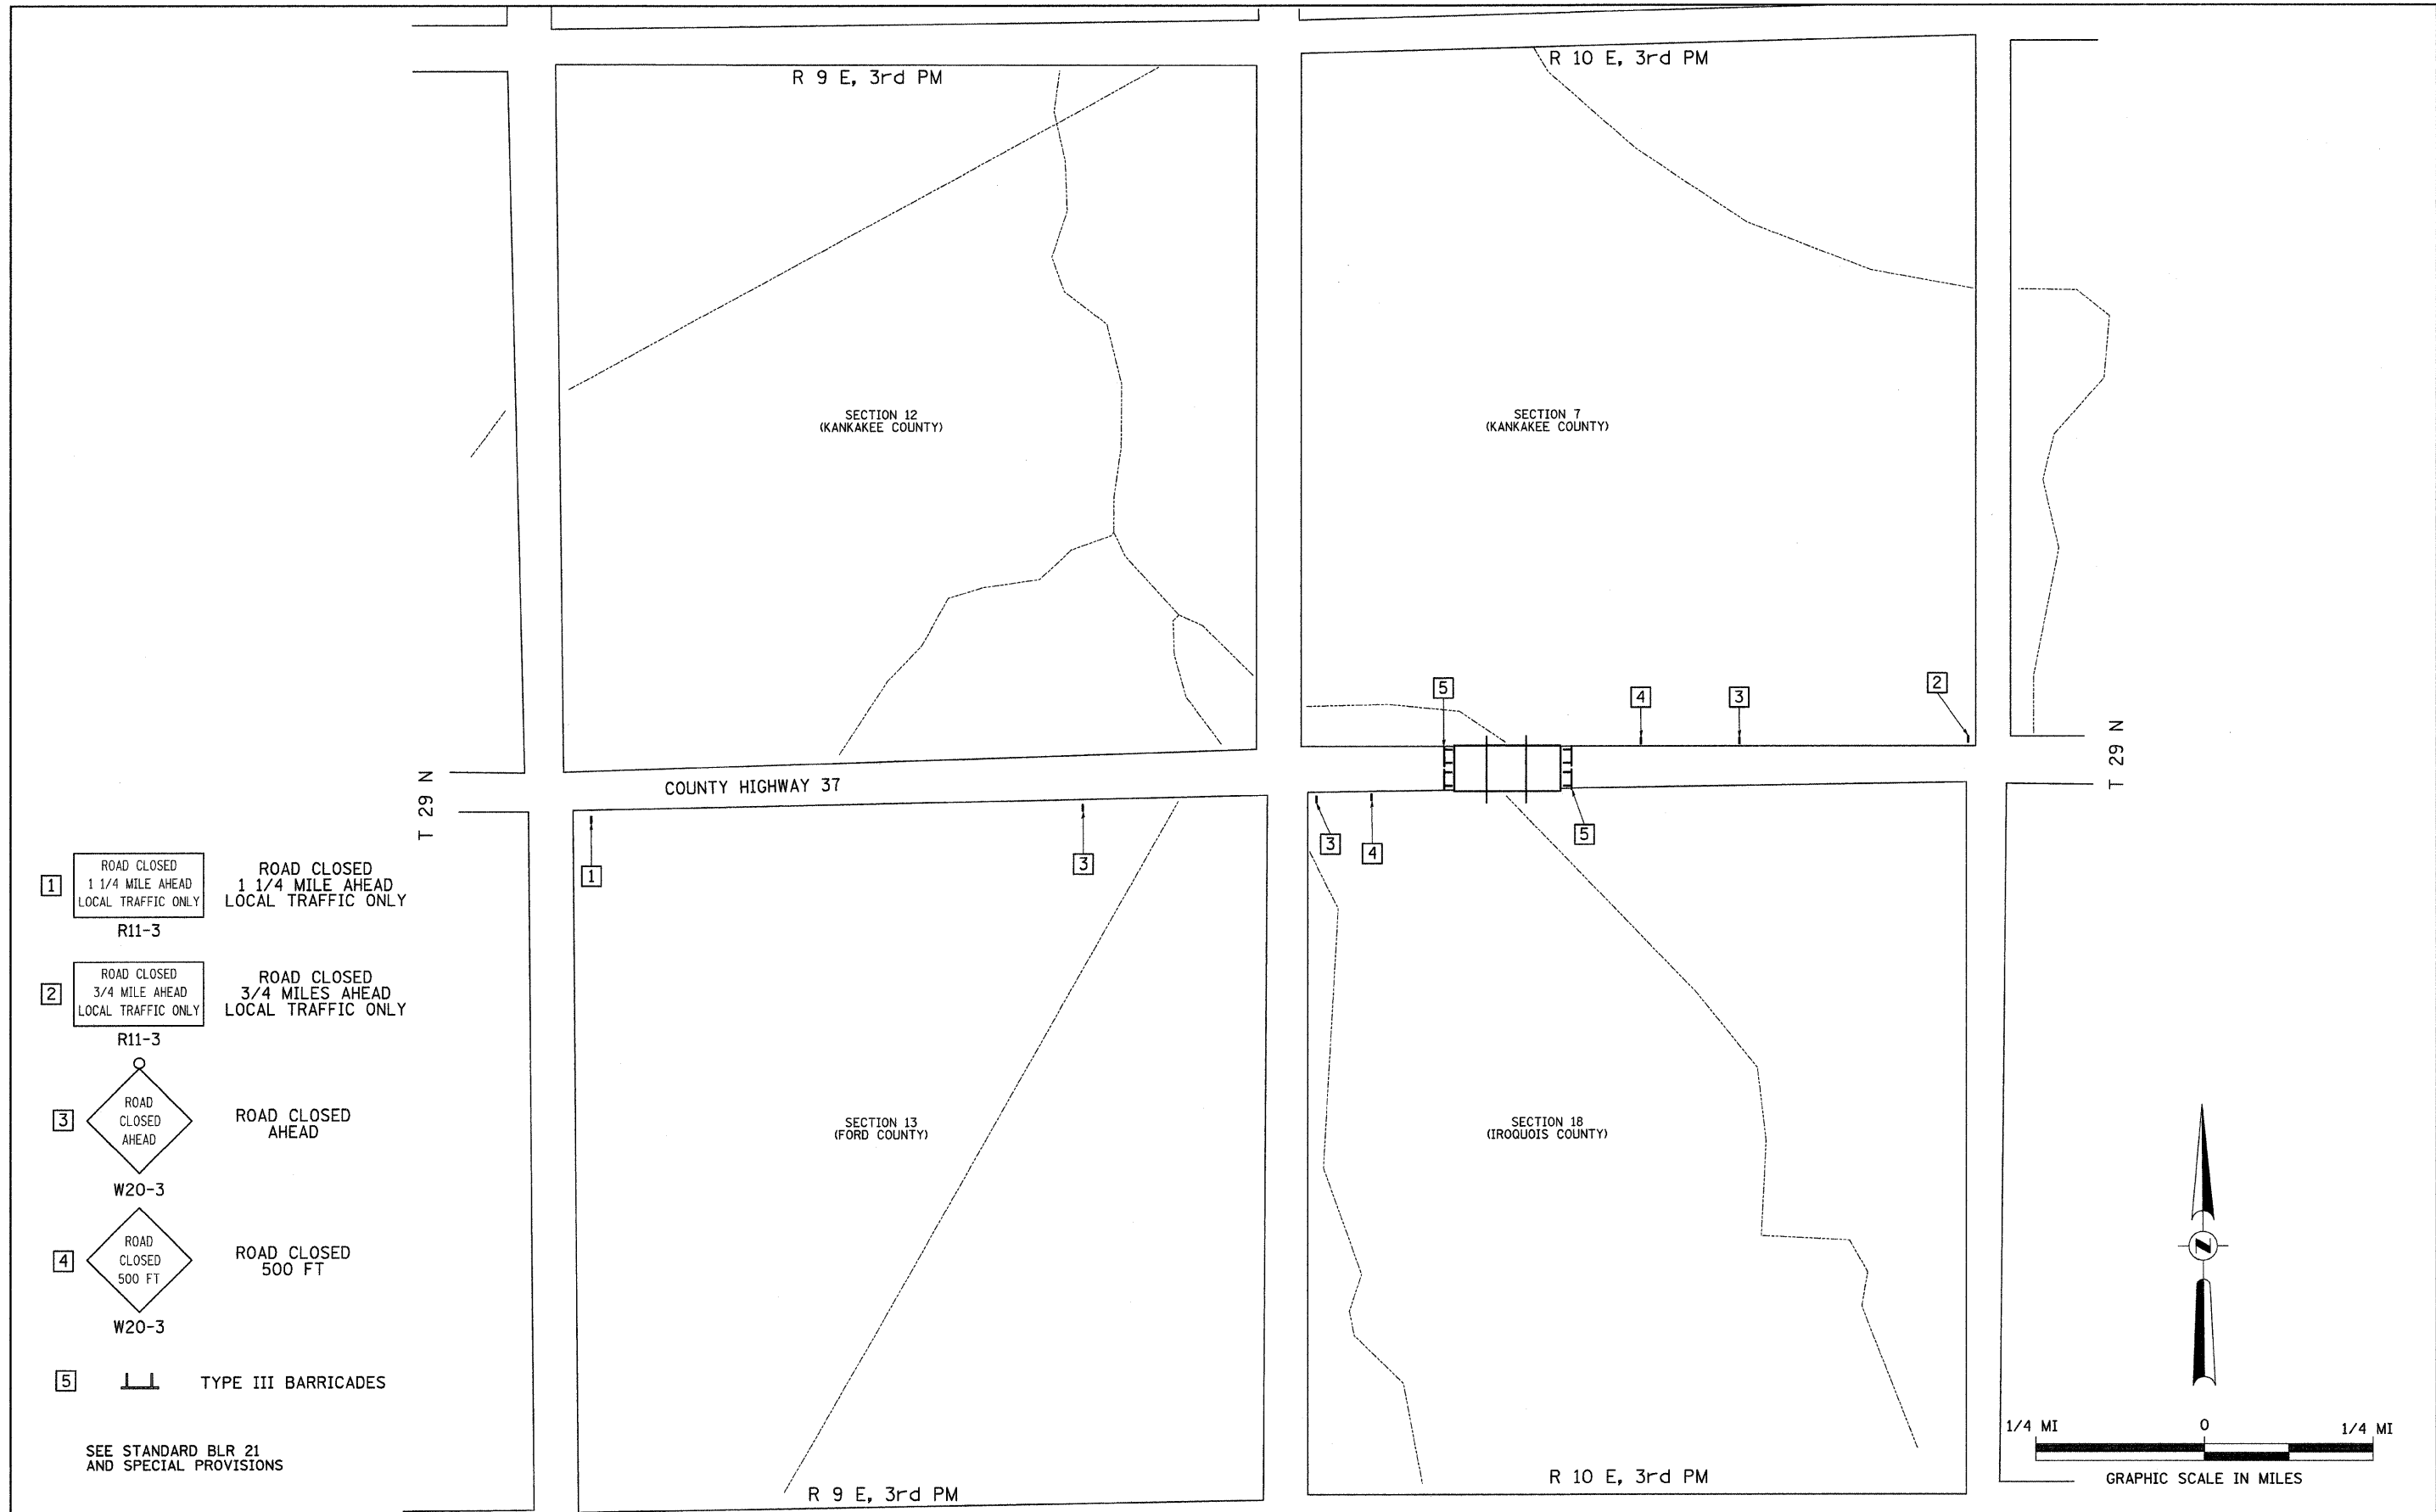 R 9 E, 3rd PM
R 10 E, 3rd PM
SECTION 12
(KANKAKEE COUNTY)
SECTION 7
(KANKAKEE COUNTY)
5
4
3
2
T 29 N
COUNTY HIGHWAY 37
T 29 N
1
3
3
4
5
1
ROAD CLOSED
1 1/4 MILE AHEAD
LOCAL TRAFFIC ONLY
R11-3
ROAD CLOSED
1 1/4 MILE AHEAD
LOCAL TRAFFIC ONLY
2
ROAD CLOSED
3/4 MILE AHEAD
LOCAL TRAFFIC ONLY
R11-3
ROAD CLOSED
3/4 MILES AHEAD
LOCAL TRAFFIC ONLY
3
ROAD
CLOSED
AHEAD
W20-3
ROAD CLOSED
AHEAD
4
ROAD
CLOSED
500 FT
W20-3
ROAD CLOSED
500 FT
5
TYPE III BARRICADES
SEE STANDARD BLR 21
AND SPECIAL PROVISIONS
SECTION 13
(FORD COUNTY)
SECTION 18
(IROQUOIS COUNTY)
R 9 E, 3rd PM
R 10 E, 3rd PM
N
1/4 MI
0
1/4 MI
GRAPHIC SCALE IN MILES